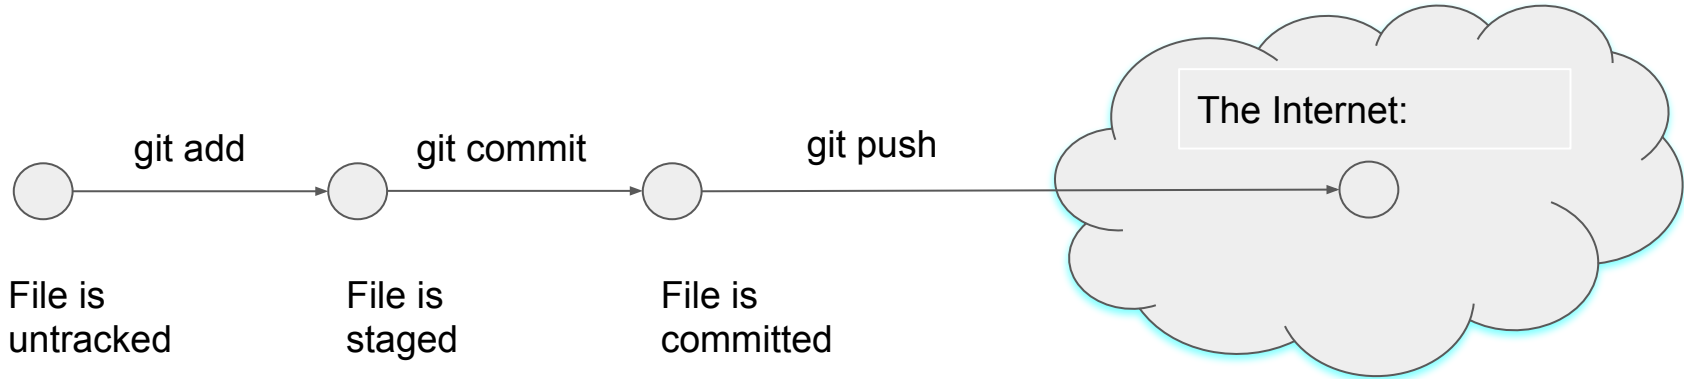 The Internet:
git add
git commit
git push
File is
untracked
File is
staged
File is
committed